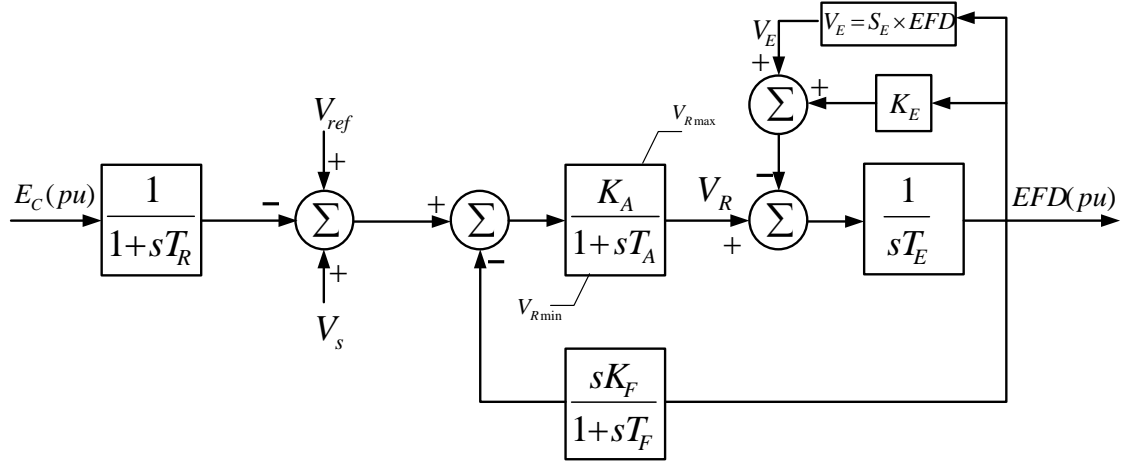 V_E = S_E × EFD
V_E
+
Σ
+
K_E
V_ref
V_Rmax
+
−
E_C(pu)
1
1+sT_R
−
Σ
+
Σ
K_A
1+sT_A
V_R
Σ
1
sT_E
EFD(pu)
+
−
+
V_Rmin
V_s
sK_F
1+sT_F